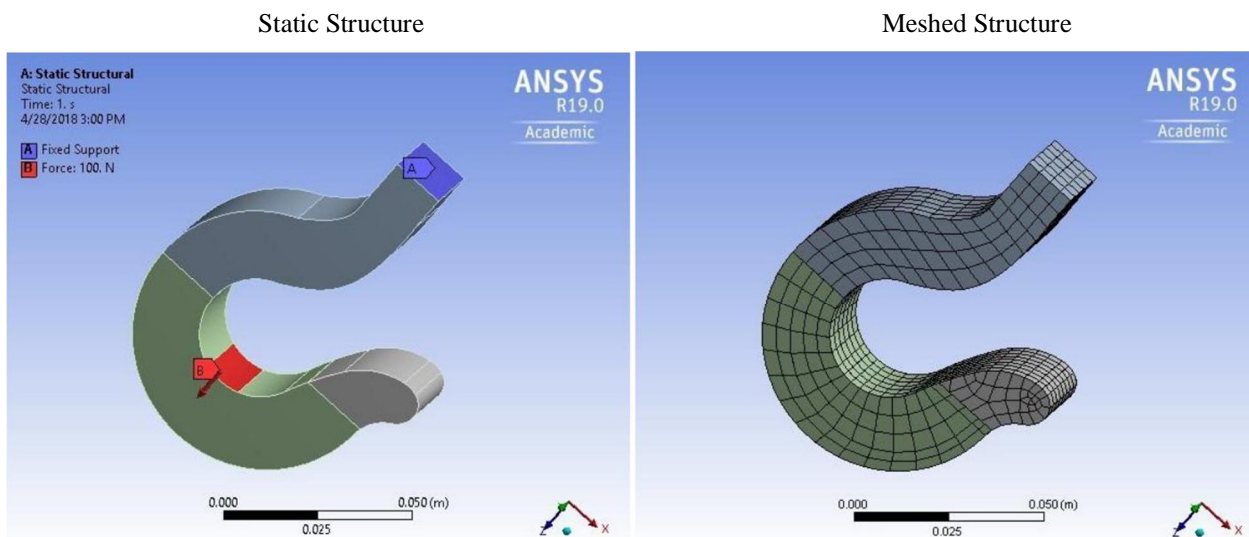 Static Structure
Meshed Structure
A: Static Structural
Static Structural
Time: 1. s
4/28/2018 3:00 PM
A Fixed Support
B Force: 100. N
ANSYS
R19.0
Academic
A
B
0.000
0.050 (m)
0.025
Z
X
ANSYS
R19.0
Academic
0.000
0.050 (m)
0.025
Z
X